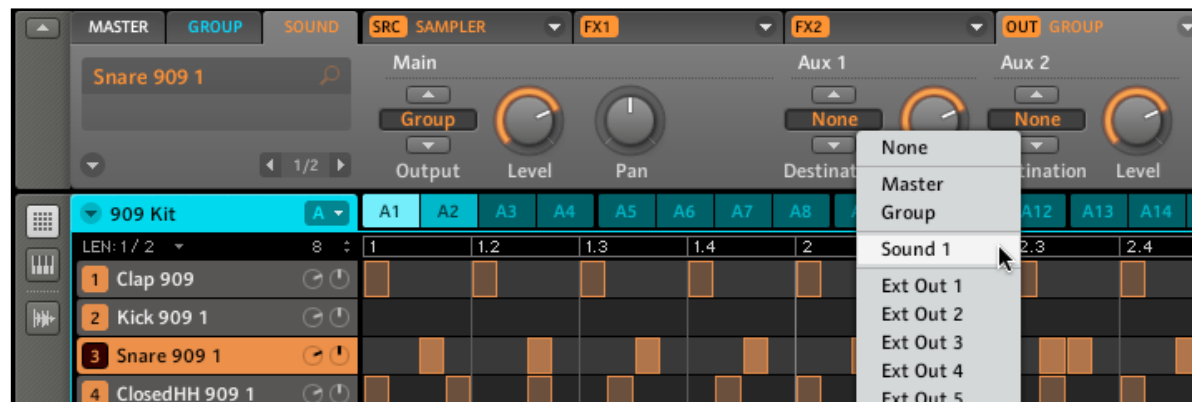 MASTER GROUP SOUND SRC SAMPLER FX1 FX2 OUT GROUP
Snare 909 1
Main Aux 1 Aux 2
Group None None
1/2 Output Level Pan Destinat tination Level
None
Master
Group
Sound 1
Ext Out 1
Ext Out 2
Ext Out 3
Ext Out 4
Ext Out 5
909 Kit A A1 A2 A3 A4 A5 A6 A7 A8 A12 A13 A14
LEN: 1 / 2 8 1 1.2 1.3 1.4 2 2.3 2.4
1 Clap 909
2 Kick 909 1
3 Snare 909 1
4 ClosedHH 909 1